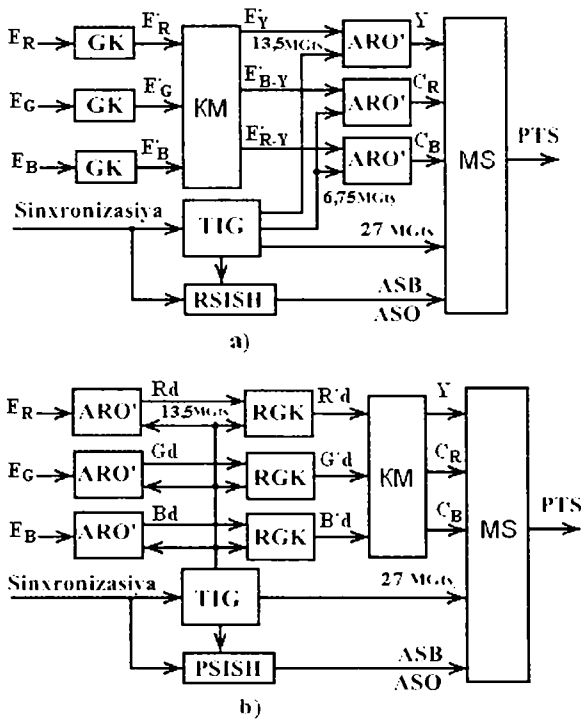 E_R GK E'_R E'_Y 13,5MGts ARO' Y
E_G GK E'_G KM E'_B-Y ARO' C_R MS PTS
E_B GK E'_B E'_R-Y ARO' C_B
6,75MGts
Sinxronizasiya TIG 27 MGts
RSISH ASB
ASO
a)
E_R ARO' Rd 13,5MGts RGK R'd Y
E_G ARO' Gd RGK G'd KM C_R MS PTS
E_B ARO' Bd RGK B'd C_B
Sinxronizasiya TIG 27 MGts
PSISH ASB
ASO
b)